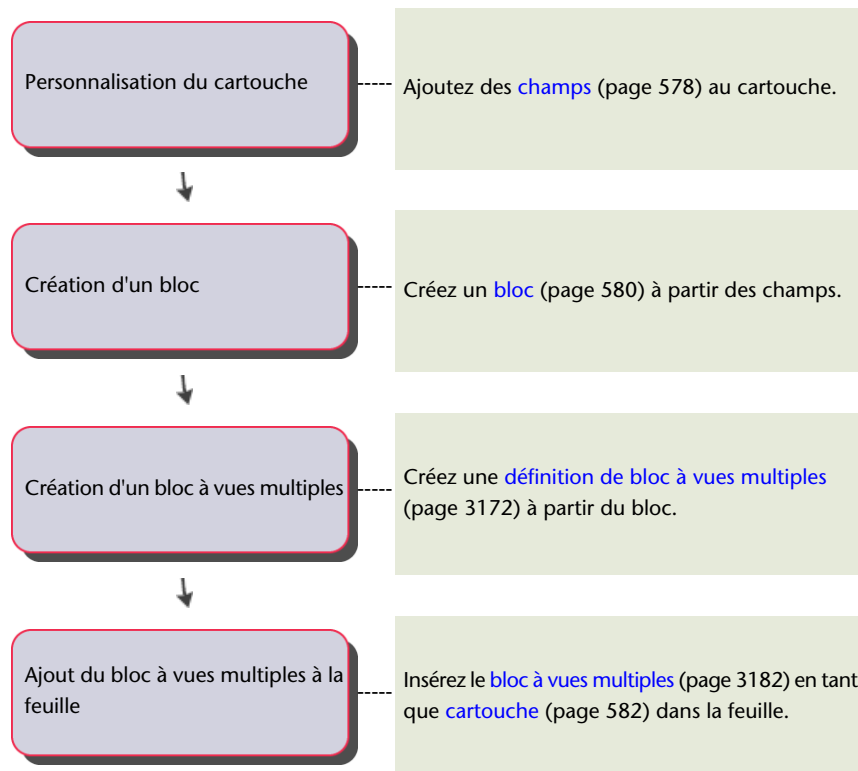 Personnalisation du cartouche
Ajoutez des champs (page 578) au cartouche.
Création d'un bloc
Créez un bloc (page 580) à partir des champs.
Création d'un bloc à vues multiples
Créez une définition de bloc à vues multiples
(page 3172) à partir du bloc.
Ajout du bloc à vues multiples à la
feuille
Insérez le bloc à vues multiples (page 3182) en tant
que cartouche (page 582) dans la feuille.